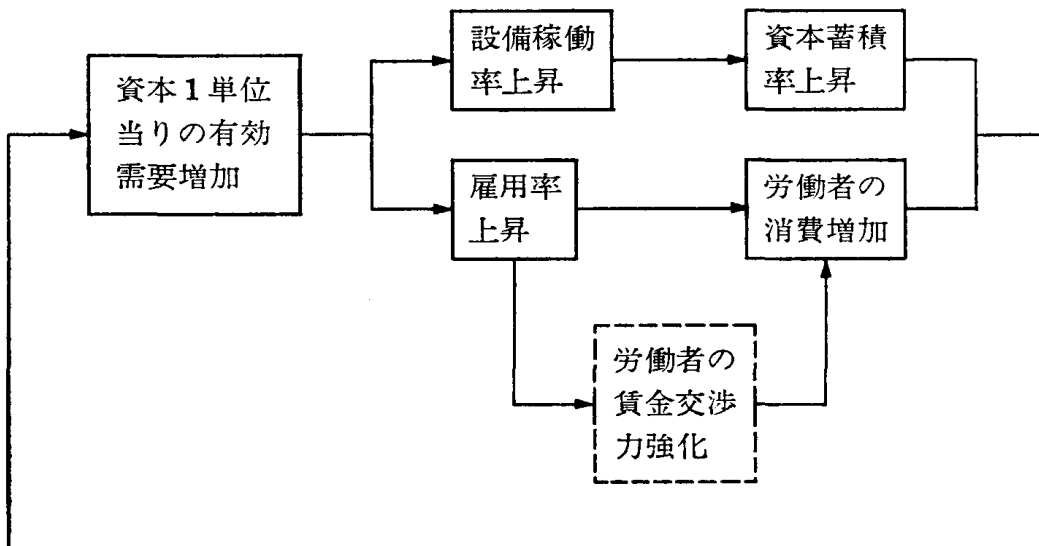 資本1単位
当りの有効
需要増加
設備稼働
率上昇
資本蓄積
率上昇
雇用率
上昇
労働者の
消費増加
労働者の
賃金交渉
力強化